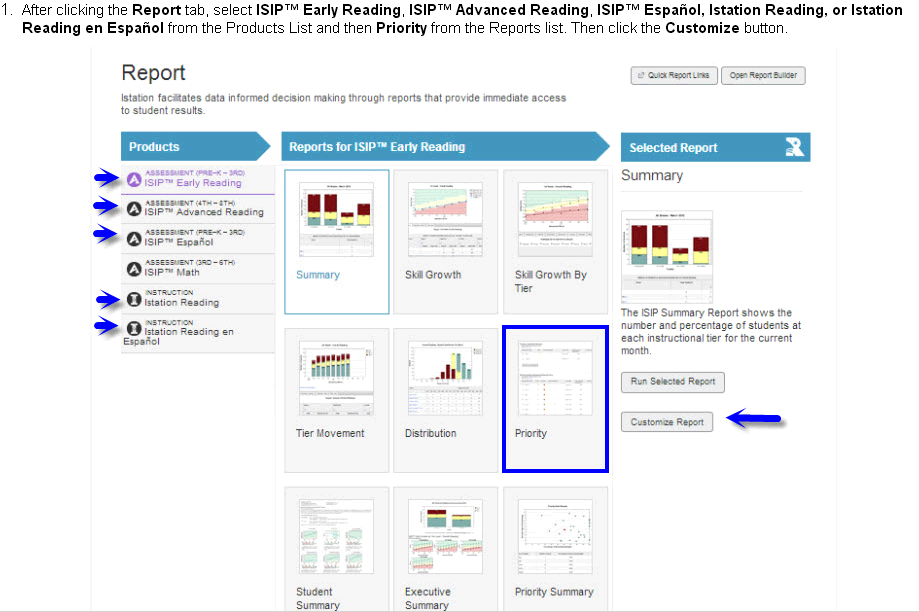 1. After clicking the Report tab, select ISIP™ Early Reading, ISIP™ Advanced Reading, ISIP™ Español, Istation Reading, or Istation
Reading en Español from the Products List and then Priority from the Reports list. Then click the Customize button.
Report
Quick Report Links
Open Report Builder
Istation facilitates data informed decision making through reports that provide immediate access
to student results.
Products
Reports for ISIP™ Early Reading
Selected Report
ASSESSMENT (PRE-K – 3RD)
ISIP™ Early Reading
ASSESSMENT (4TH – 8TH)
ISIP™ Advanced Reading
ASSESSMENT (PRE-K – 3RD)
ISIP™ Español
ASSESSMENT (3RD – 6TH)
ISIP™ Math
INSTRUCTION
Istation Reading
INSTRUCTION
Istation Reading en
Español
Summary
Skill Growth
Skill Growth By
Tier
Tier Movement
Distribution
Priority
Student
Summary
Executive
Summary
Priority Summary
Summary
The ISIP Summary Report shows the
number and percentage of students at
each instructional tier for the current
month.
Run Selected Report
Customize Report